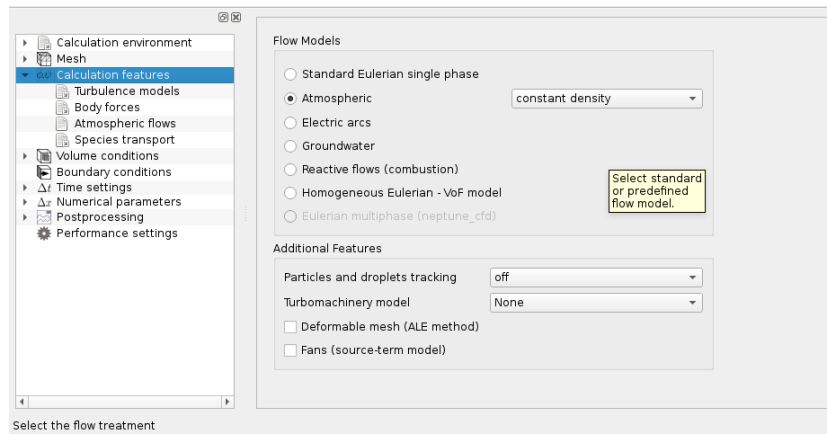 Calculation environment
Mesh
Calculation features
Turbulence models
Body forces
Atmospheric flows
Species transport
Volume conditions
Boundary conditions
Δt Time settings
Δx Numerical parameters
Postprocessing
Performance settings
Flow Models
Standard Eulerian single phase
Atmospheric constant density
Electric arcs
Groundwater
Reactive flows (combustion)
Homogeneous Eulerian - VoF model
Eulerian multiphase (neptune_cfd)
Select standard
or predefined
flow model.
Additional Features
Particles and droplets tracking off
Turbomachinery model None
Deformable mesh (ALE method)
Fans (source-term model)
Select the flow treatment